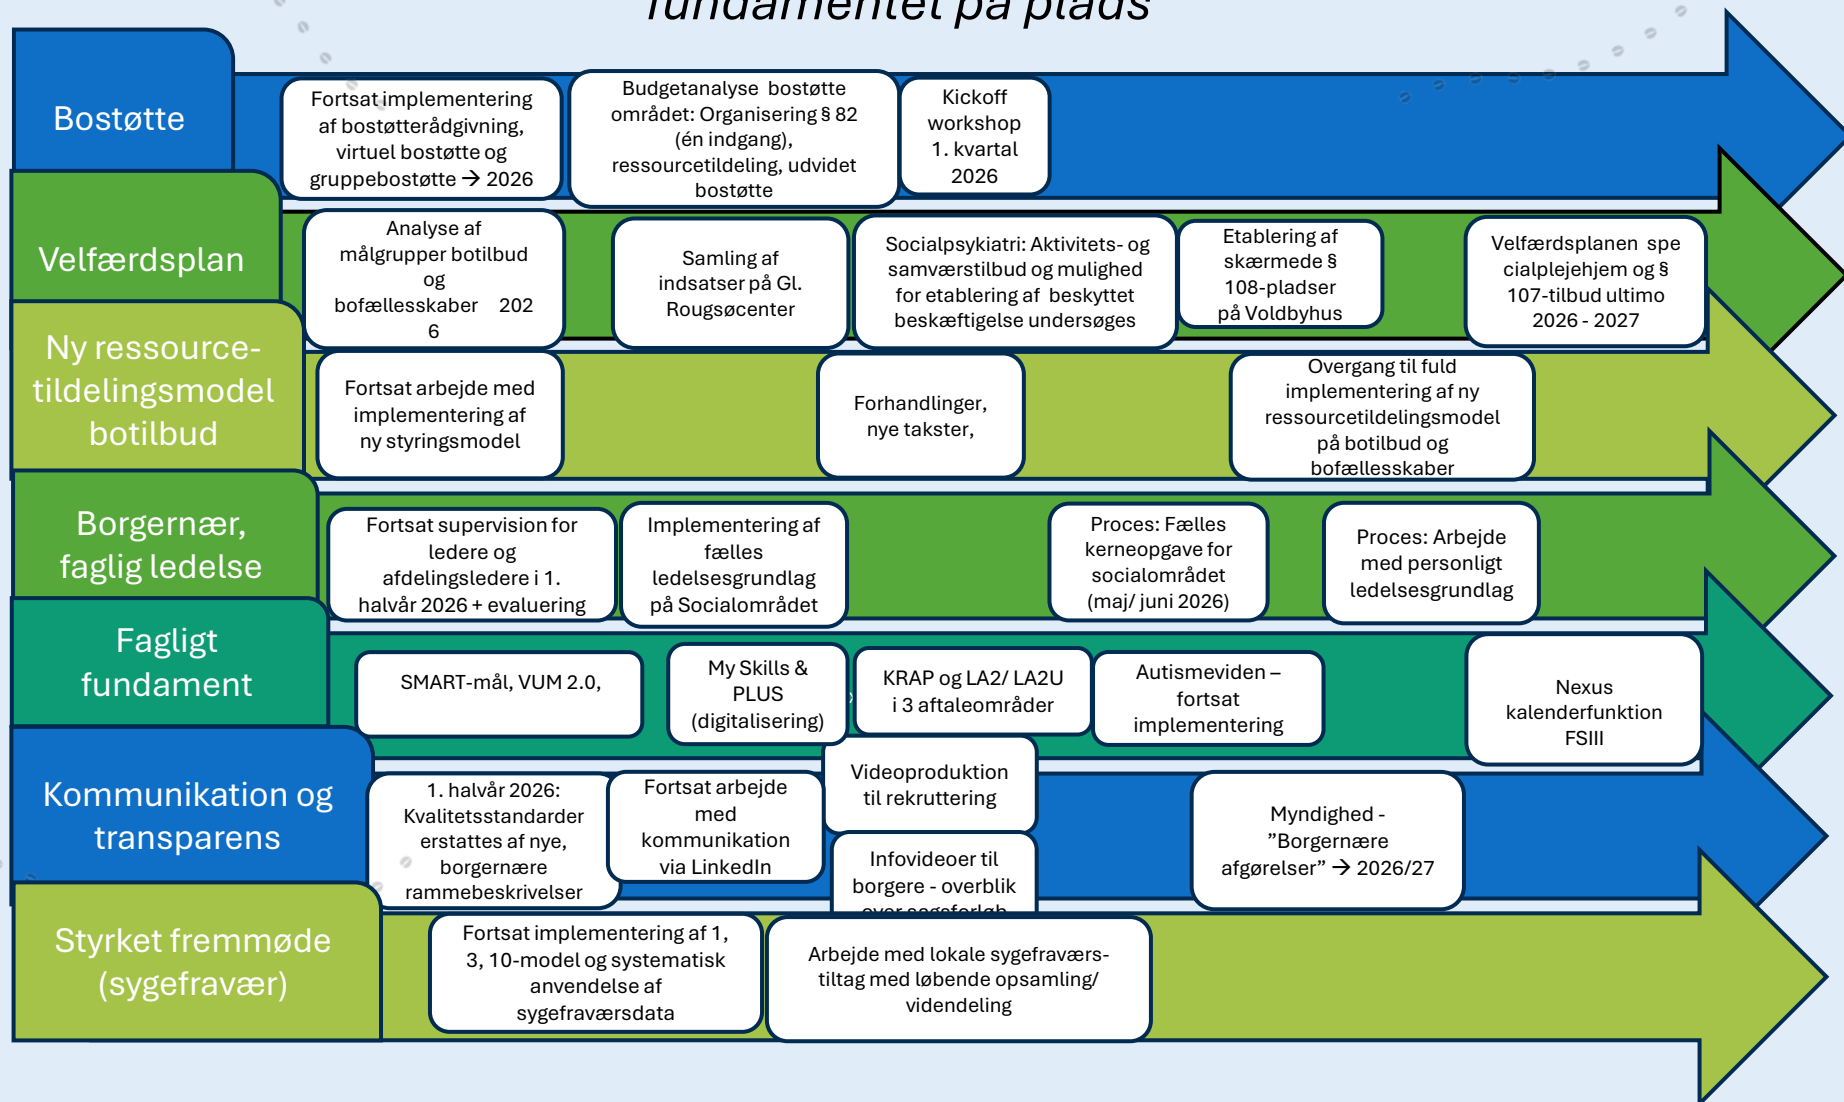 fundamentet på plads
Bostøtte
Fortsat implementering
af bostøtterådgivning,
virtuel bostøtte og
gruppebostøtte → 2026
Budgetanalyse bostøtte
området: Organisering § 82
(én indgang),
ressourcetildeling, udvidet
bostøtte
Kickoff
workshop
1. kvartal
2026
Velfærdsplan
Analyse af
målgrupper botilbud
og
bofællesskaber 202
6
Samling af
indsatser på Gl.
Rougsøcenter
Socialpsykiatri: Aktivitets- og
samværstilbud og mulighed
for etablering af beskyttet
beskæftigelse undersøges
Etablering af
skærmede §
108-pladser
på Voldbyhus
Velfærdsplanen spe
cialplejehjem og §
107-tilbud ultimo
2026 - 2027
Ny ressource-
tildelingsmodel
botilbud
Fortsat arbejde med
implementering af
ny styringsmodel
Forhandlinger,
nye takster,
Overgang til fuld
implementering af ny
ressourcetildelingsmodel
på botilbud og
bofællesskaber
Borgernær,
faglig ledelse
Fortsat supervision for
ledere og
afdelingsledere i 1.
halvår 2026 + evaluering
Implementering af
fælles
ledelsesgrundlag
på Socialområdet
Proces: Fælles
kerneopgave for
socialområdet
(maj/ juni 2026)
Proces: Arbejde
med personligt
ledelsesgrundlag
Fagligt
fundament
SMART-mål, VUM 2.0,
My Skills &
PLUS
(digitalisering)
KRAP og LA2/ LA2U
i 3 aftaleområder
Autismeviden –
fortsat
implementering
Nexus
kalenderfunktion
FSIII
Kommunikation og
transparens
1. halvår 2026:
Kvalitetsstandarder
erstattes af nye,
borgernære
rammebeskrivelser
Fortsat arbejde
med
kommunikation
via LinkedIn
Videoproduktion
til rekruttering
Infovideoer til
borgere - overblik
over sagsforløb
Myndighed -
”Borgernære
afgørelser” → 2026/27
Styrket fremmøde
(sygefravær)
Fortsat implementering af 1,
3, 10-model og systematisk
anvendelse af
sygefraværsdata
Arbejde med lokale sygefraværs-
tiltag med løbende opsamling/
videndeling